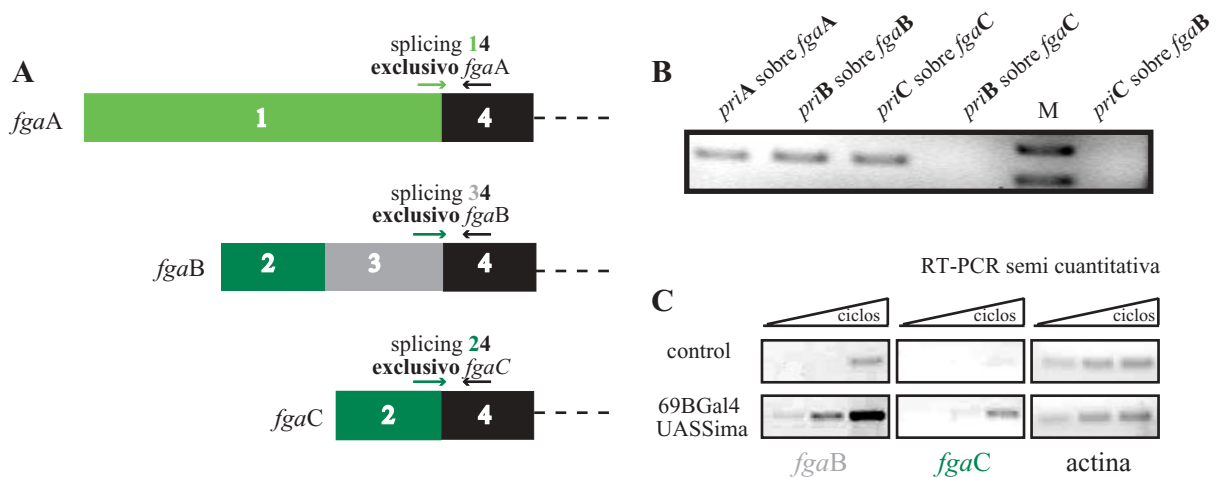 A
splicing 14
exclusivo fgaA
fgaA
1
4
splicing 34
exclusivo fgaB
fgaB
2
3
4
splicing 24
exclusivo fgaC
fgaC
2
4
B
priA sobre fgaA
priB sobre fgaB
priC sobre fgaC
priB sobre fgaC
M
priC sobre fgaB
RT-PCR semi cuantitativa
C
ciclos
ciclos
ciclos
control
69BGal4
UASSima
fgaB
fgaC
actina